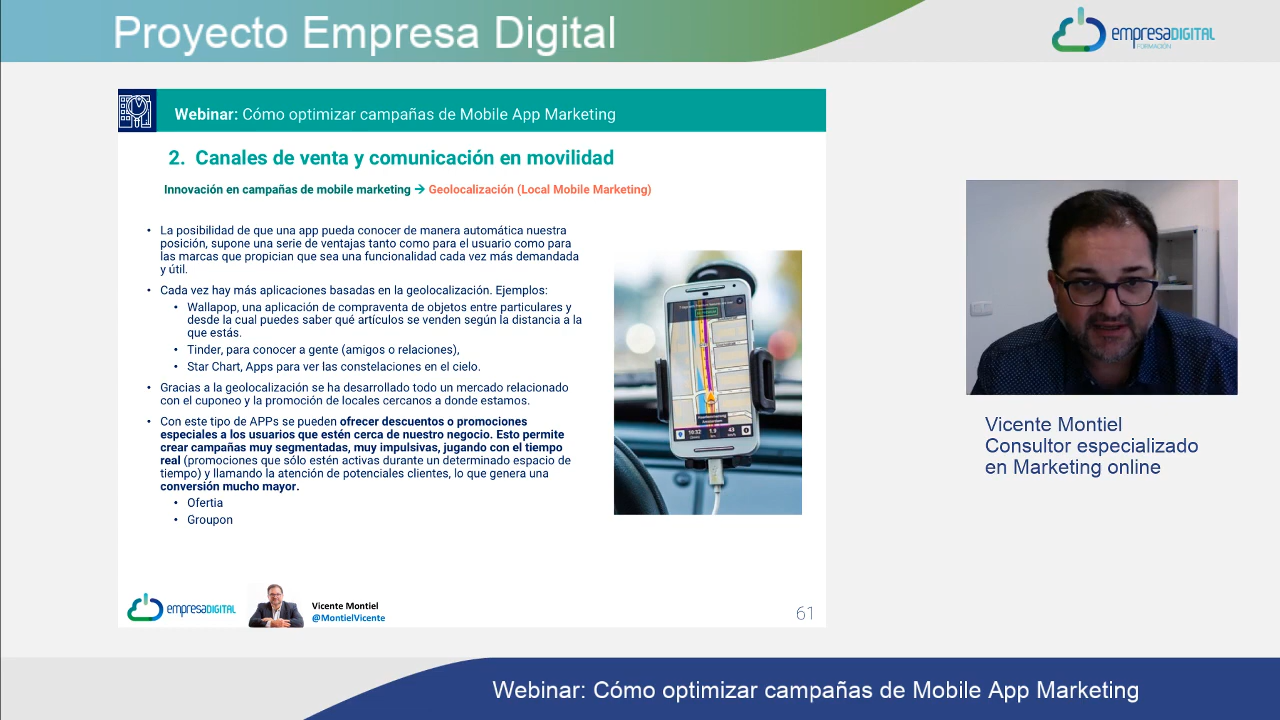 Proyecto Empresa Digital
empresaDIGITAL
FORMACIÓN
Webinar: Cómo optimizar campañas de Mobile App Marketing
2. Canales de venta y comunicación en movilidad
Innovación en campañas de mobile marketing → Geolocalización (Local Mobile Marketing)
• La posibilidad de que una app pueda conocer de manera automática nuestra
posición, supone una serie de ventajas tanto como para el usuario como para
las marcas que propician que sea una funcionalidad cada vez más demandada
y útil.
• Cada vez hay más aplicaciones basadas en la geolocalización. Ejemplos:
• Wallapop, una aplicación de compraventa de objetos entre particulares y
desde la cual puedes saber qué artículos se venden según la distancia a la
que estás.
• Tinder, para conocer a gente (amigos o relaciones),
• Star Chart, Apps para ver las constelaciones en el cielo.
• Gracias a la geolocalización se ha desarrollado todo un mercado relacionado
con el cuponeo y la promoción de locales cercanos a donde estamos.
• Con este tipo de APPs se pueden ofrecer descuentos o promociones
especiales a los usuarios que estén cerca de nuestro negocio. Esto permite
crear campañas muy segmentadas, muy impulsivas, jugando con el tiempo
real (promociones que sólo estén activas durante un determinado espacio de
tiempo) y llamando la atención de potenciales clientes, lo que genera una
conversión mucho mayor.
• Ofertia
• Groupon
Vicente Montiel
Consultor especializado
en Marketing online
empresaDIGITAL
Vicente Montiel
@MontielVicente
61
Webinar: Cómo optimizar campañas de Mobile App Marketing